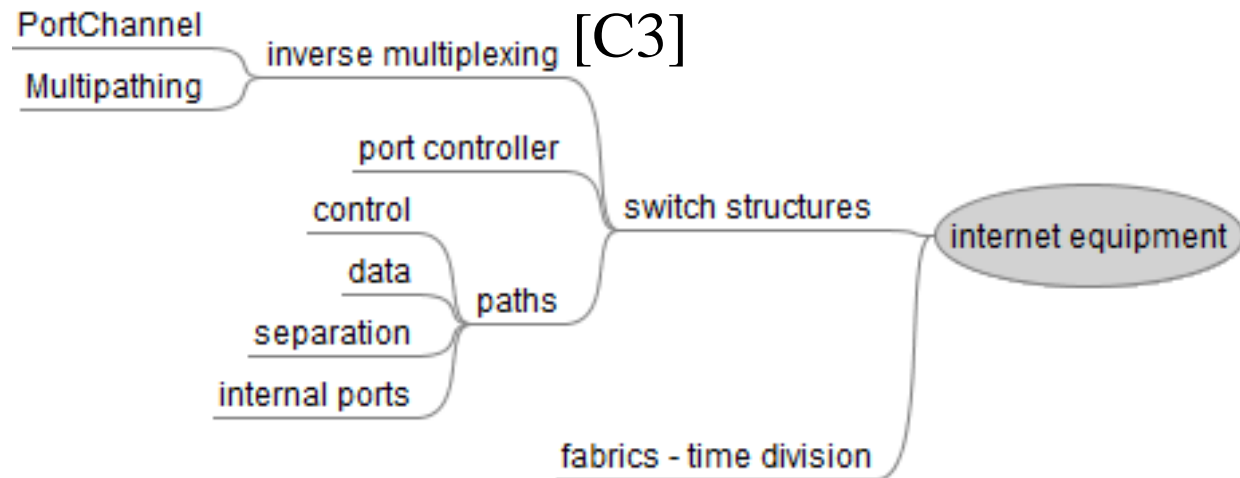 PortChannel
inverse multiplexing [C3]
Multipathing
port controller
control
switch structures
internet equipment
data
paths
separation
internal ports
fabrics - time division